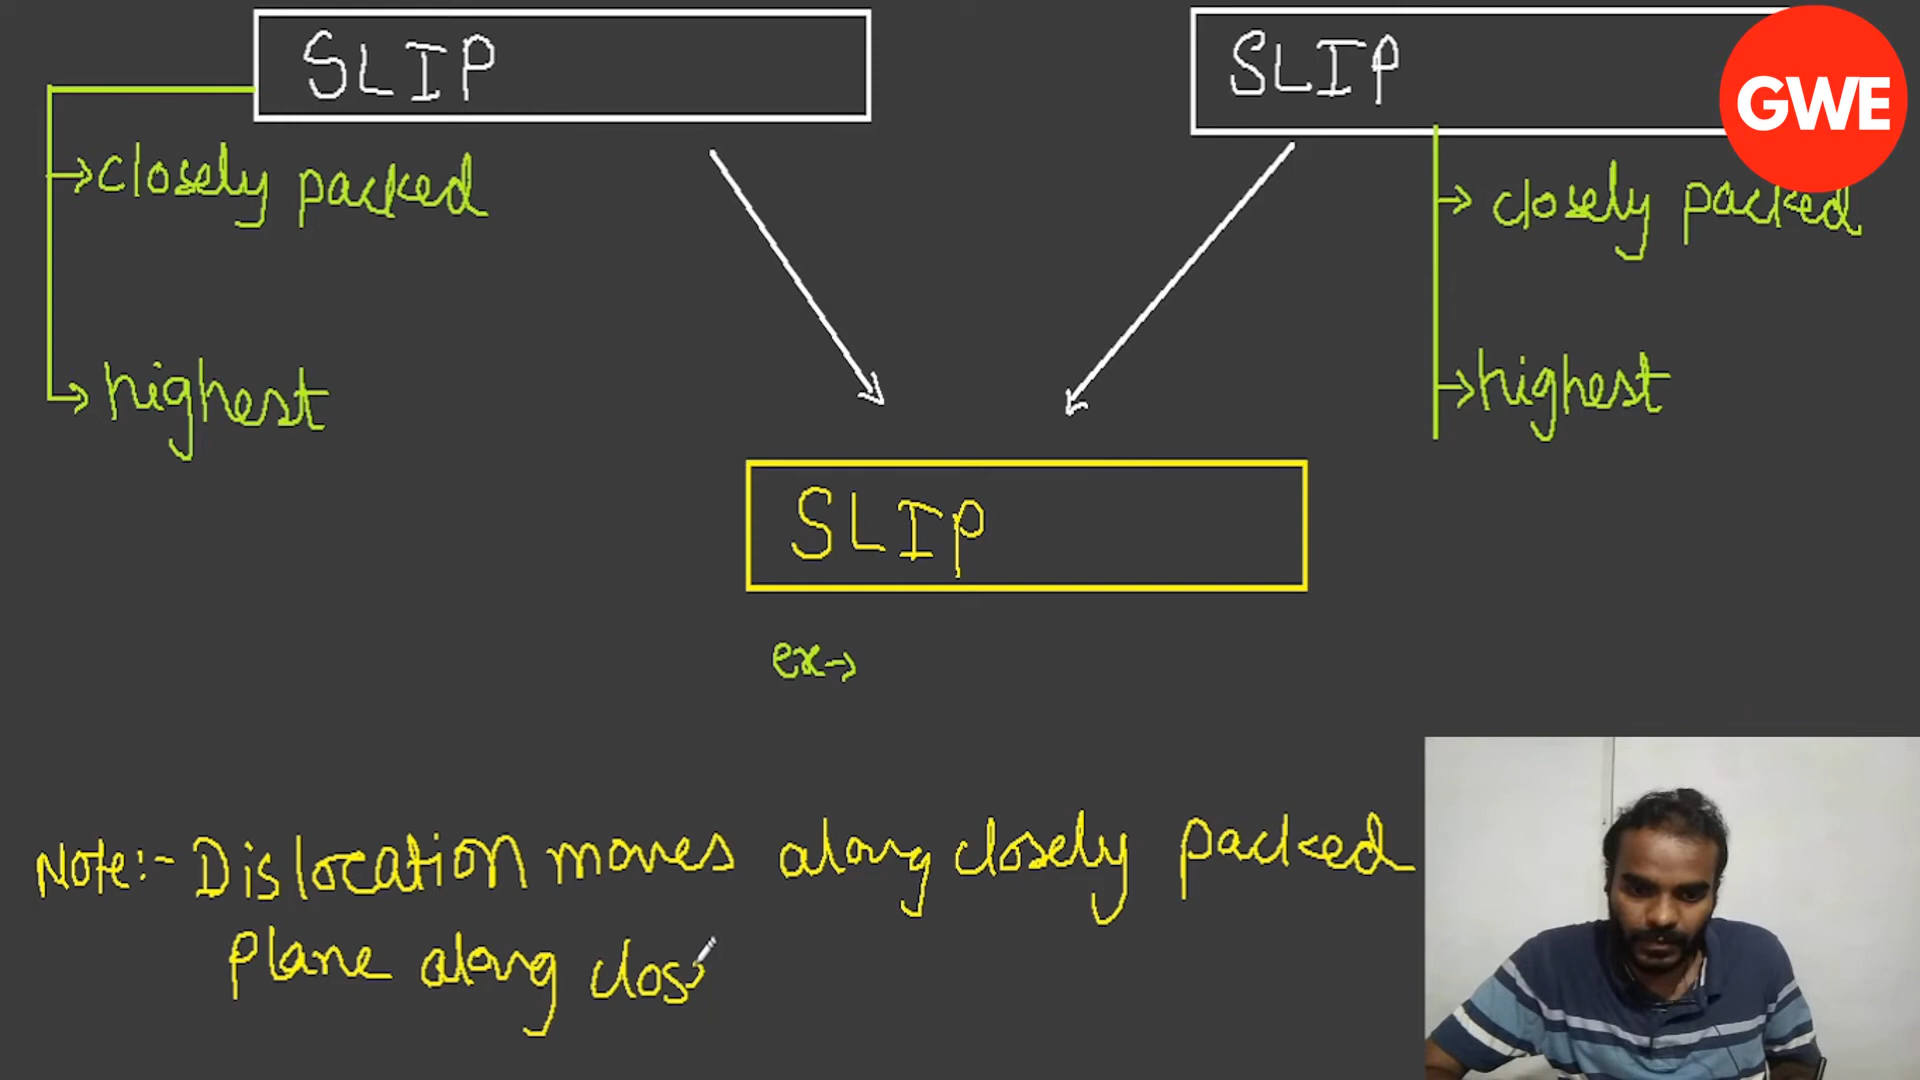 SLIP
SLIP
GWE
closely packed
closely packed
highest
highest
SLIP
ex→
Note:- Dislocation moves along closely packed
plane along clos